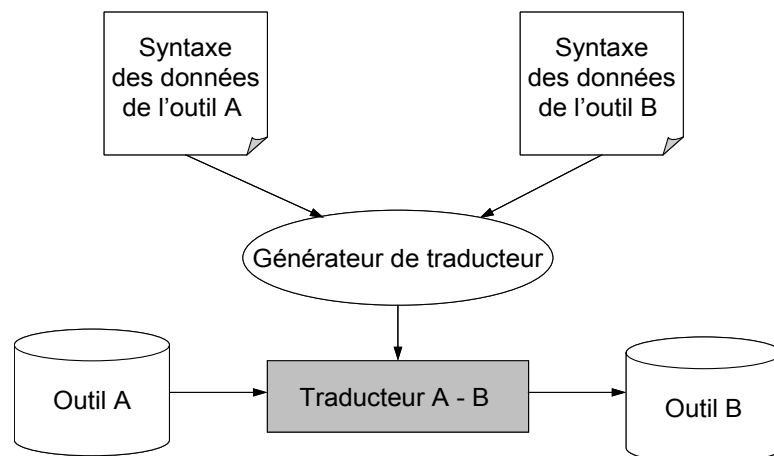 Syntaxe
des données
de l’outil A
Syntaxe
des données
de l’outil B
Générateur de traducteur
Outil A
Traducteur A - B
Outil B